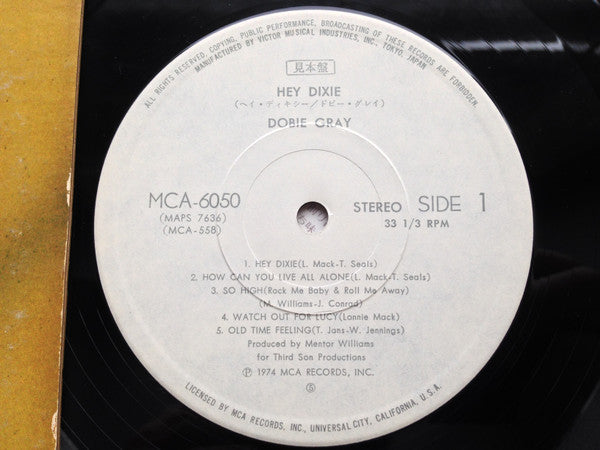 ALL RIGHTS RESERVED, COPYING, PUBLIC PERFORMANCE, BROADCASTING OF THESE RECORDS ARE FORBIDDEN.
MANUFACTURED BY VICTOR MUSICAL INDUSTRIES, INC., TOKYO, JAPAN
見本盤
HEY DIXIE
(ヘイ・ディキシー/ドビー・グレイ)
DOBIE GRAY
MCA-6050
(MAPS 7636)
(MCA-558)
STEREO SIDE 1
33 1/3 RPM
1. HEY DIXIE(L. Mack-T. Seals)
2. HOW CAN YOU LIVE ALL ALONE(L. Mack-T. Seals)
3. SO HIGH(Rock Me Baby & Roll Me Away)
(M. Williams-J. Conrad)
4. WATCH OUT FOR LUCY(Lonnie Mack)
5. OLD TIME FEELING(T. Jans-W. Jennings)
Produced by Mentor Williams
for Third Son Productions
Ⓟ 1974 MCA RECORDS, INC.
Ⓢ
LICENSED BY MCA RECORDS, INC., UNIVERSAL CITY, CALIFORNIA, U.S.A.